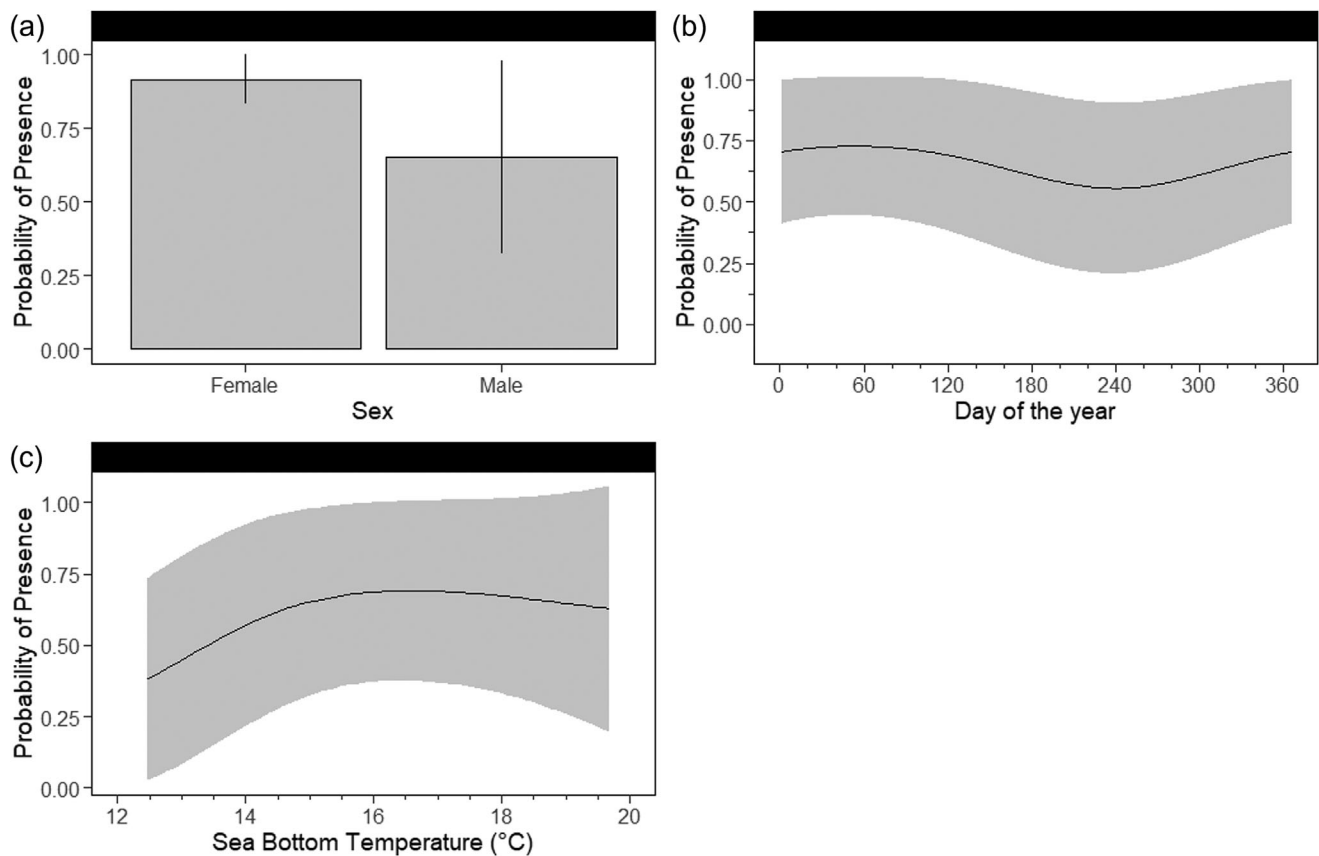 (a)
Probability of Presence
1.00
0.75
0.50
0.25
0.00
Female Male
Sex
(b)
Probability of Presence
1.00
0.75
0.50
0.25
0.00
0 60 120 180 240 300 360
Day of the year
(c)
Probability of Presence
1.00
0.75
0.50
0.25
0.00
12 14 16 18 20
Sea Bottom Temperature (°C)